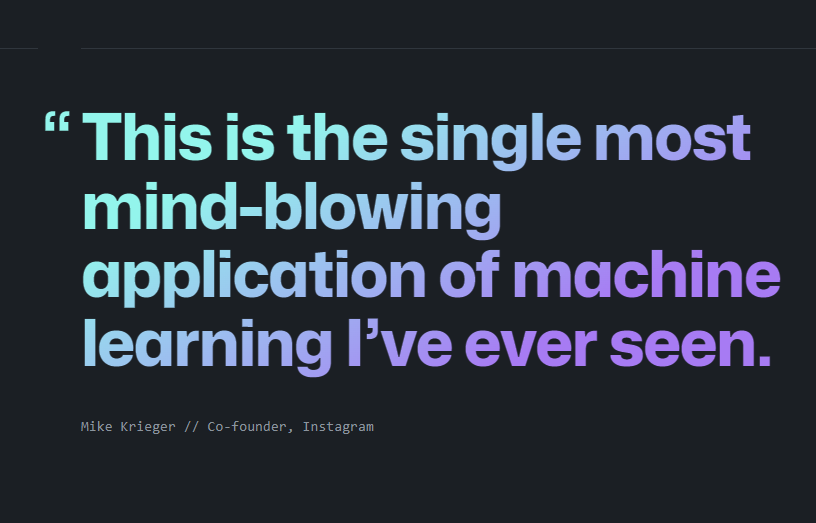 “ This is the single most
mind-blowing
application of machine
learning I’ve ever seen.
Mike Krieger // Co-founder, Instagram